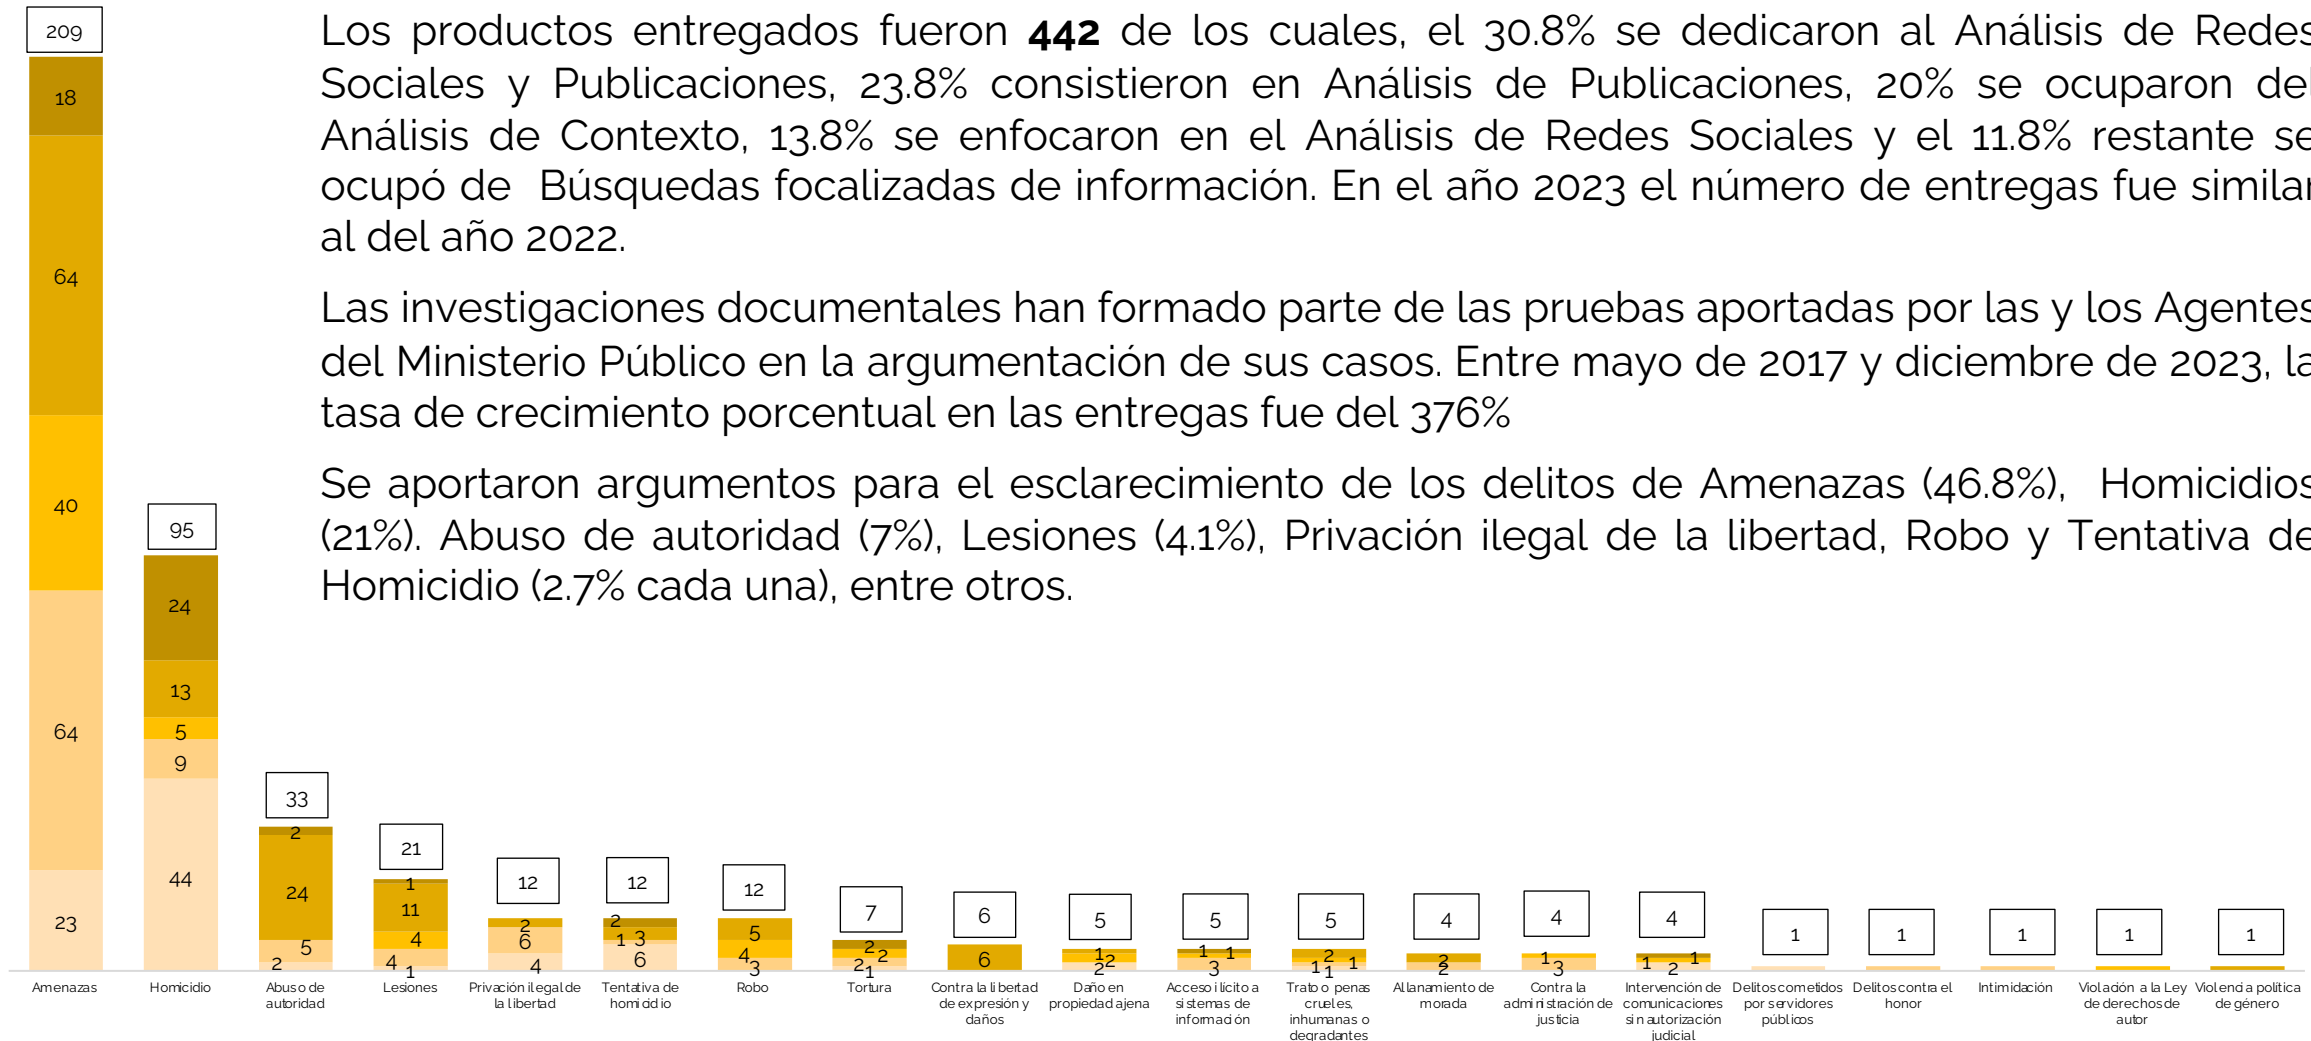 Los productos entregados fueron 442 de los cuales, el 30.8% se dedicaron al Análisis de Redes
Sociales y Publicaciones, 23.8% consistieron en Análisis de Publicaciones, 20% se ocuparon del
Análisis de Contexto, 13.8% se enfocaron en el Análisis de Redes Sociales y el 11.8% restante se
ocupó de Búsquedas focalizadas de información. En el año 2023 el número de entregas fue similar
al del año 2022.
Las investigaciones documentales han formado parte de las pruebas aportadas por las y los Agentes
del Ministerio Público en la argumentación de sus casos. Entre mayo de 2017 y diciembre de 2023, la
tasa de crecimiento porcentual en las entregas fue del 376%
Se aportaron argumentos para el esclarecimiento de los delitos de Amenazas (46.8%), Homicidios
(21%). Abuso de autoridad (7%), Lesiones (4.1%), Privación ilegal de la libertad, Robo y Tentativa de
Homicidio (2.7% cada una), entre otros.
209
18
64
40
64
23
Amenazas
95
24
13
5
9
44
Homicidio
33
2
24
5
2
Abuso de
autoridad
21
1
11
4
4
1
Lesiones
12
2
6
4
Privación ilegal de
la libertad
12
2
3
1
6
Tentativa de
homicidio
12
5
4
3
Robo
7
2
2
2
1
Tortura
6
6
Contra la libertad
de expresión y
daños
5
1
2
2
Daño en
propiedad ajena
5
1
1
3
Acceso ilícito a
sistemas de
información
5
2
1
1
1
Trato o penas
crueles,
inhumanas o
degradantes
4
2
2
Allanamiento de
morada
4
1
3
Contra la
administración de
justicia
4
1
1
2
Intervención de
comunicaciones
sin autorización
judicial
1
Delitos cometidos
por servidores
públicos
1
Delitos contra el
honor
1
Intimidación
1
Violación a la Ley
de derechos de
autor
1
Violencia política
de género